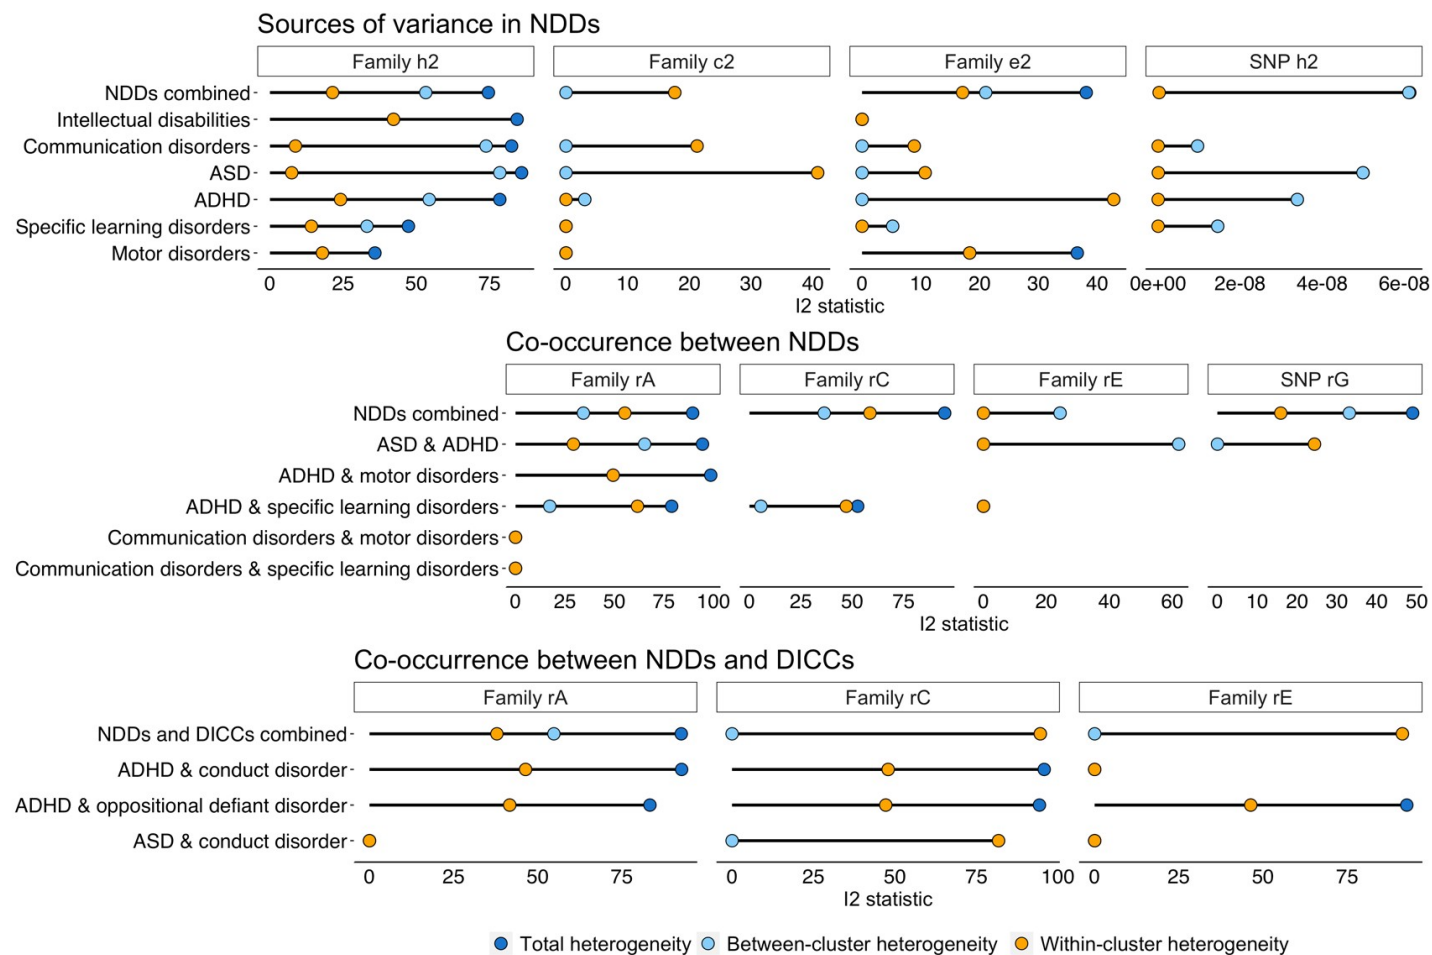 Sources of variance in NDDs
Family h2 Family c2 Family e2 SNP h2
NDDs combined
Intellectual disabilities
Communication disorders
ASD
ADHD
Specific learning disorders
Motor disorders
0 25 50 75 0 10 20 30 40 0 10 20 30 40 0e+00 2e-08 4e-08 6e-08
I2 statistic
Co-occurence between NDDs
Family rA Family rC Family rE SNP rG
NDDs combined
ASD & ADHD
ADHD & motor disorders
ADHD & specific learning disorders
Communication disorders & motor disorders
Communication disorders & specific learning disorders
0 25 50 75 100 0 25 50 75 0 20 40 60 0 10 20 30 40 50
I2 statistic
Co-occurrence between NDDs and DICCs
Family rA Family rC Family rE
NDDs and DICCs combined
ADHD & conduct disorder
ADHD & oppositional defiant disorder
ASD & conduct disorder
0 25 50 75 0 25 50 75 100 0 25 50 75
I2 statistic
Total heterogeneity Between-cluster heterogeneity Within-cluster heterogeneity